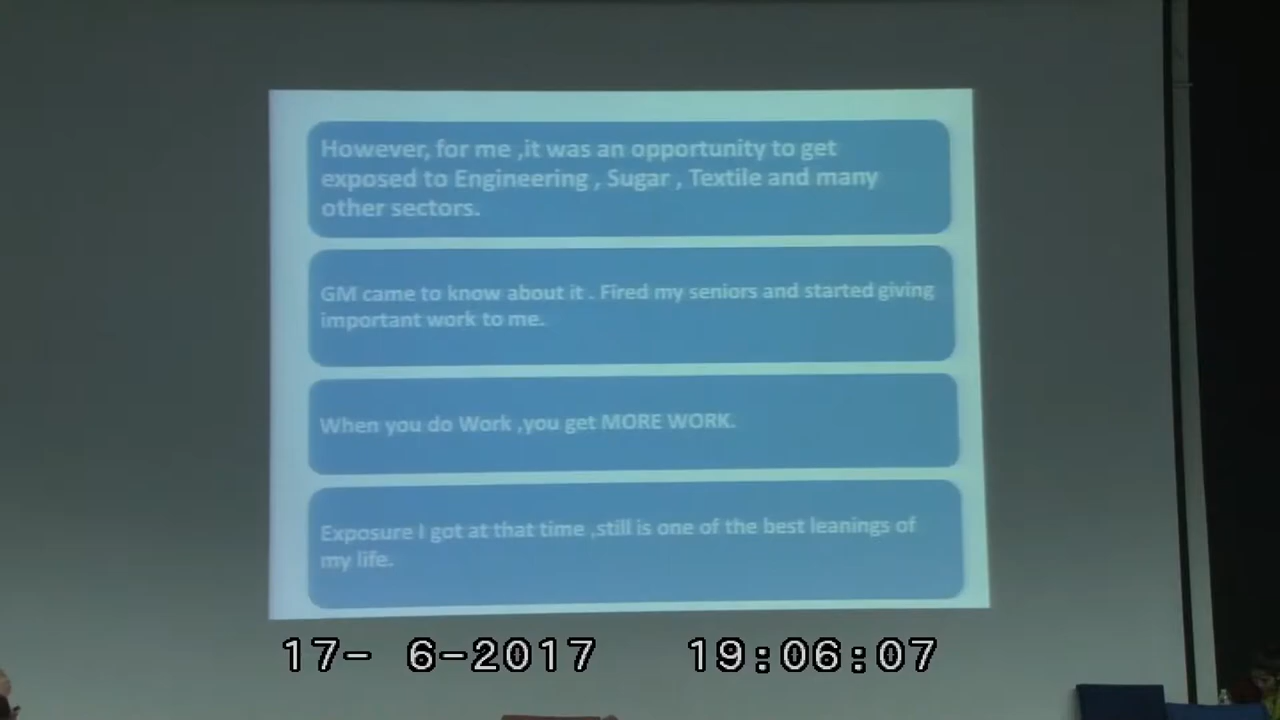 However, for me ,it was an opportunity to get
exposed to Engineering , Sugar , Textile and many
other sectors.
GM came to know about it . Fired my seniors and started giving
important work to me.
When you do Work ,you get MORE WORK.
Exposure I got at that time ,still is one of the best leanings of
my life.
17- 6-2017 19:06:07